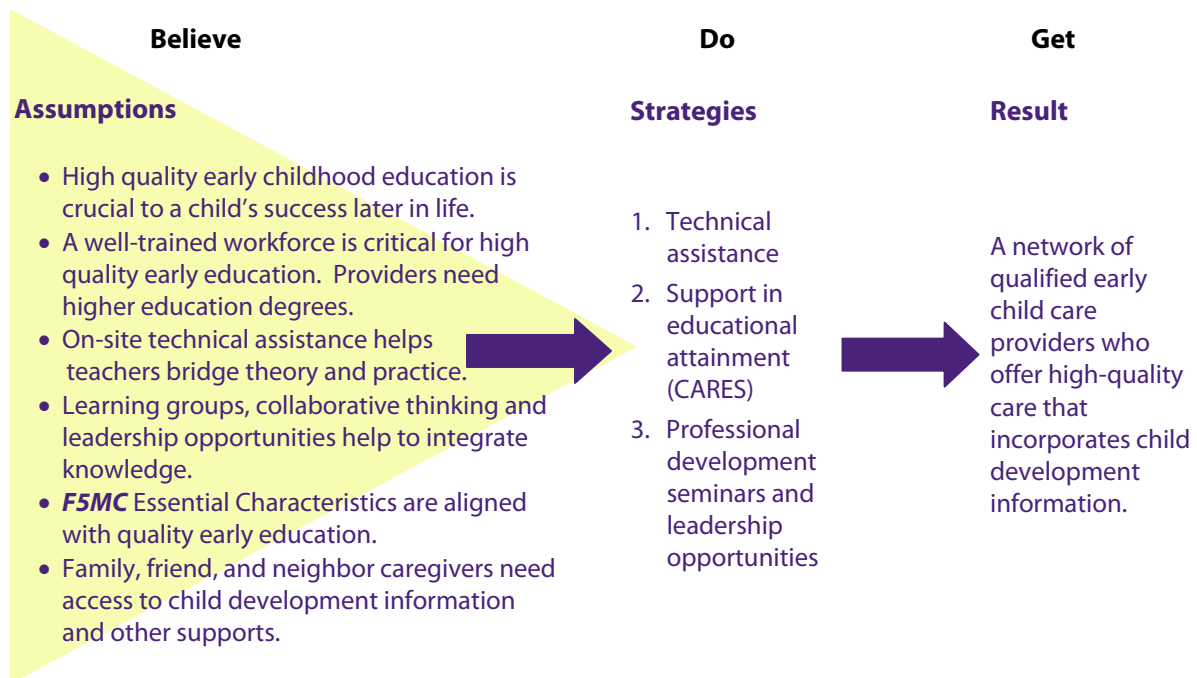 Believe
Assumptions
• High quality early childhood education is
crucial to a child’s success later in life.
• A well-trained workforce is critical for high
quality early education. Providers need
higher education degrees.
• On-site technical assistance helps
teachers bridge theory and practice.
• Learning groups, collaborative thinking and
leadership opportunities help to integrate
knowledge.
• F5MC Essential Characteristics are aligned
with quality early education.
• Family, friend, and neighbor caregivers need
access to child development information
and other supports.
Do
Strategies
1. Technical
assistance
2. Support in
educational
attainment
(CARES)
3. Professional
development
seminars and
leadership
opportunities
Get
Result
A network of
qualified early
child care
providers who
offer high-quality
care that
incorporates child
development
information.